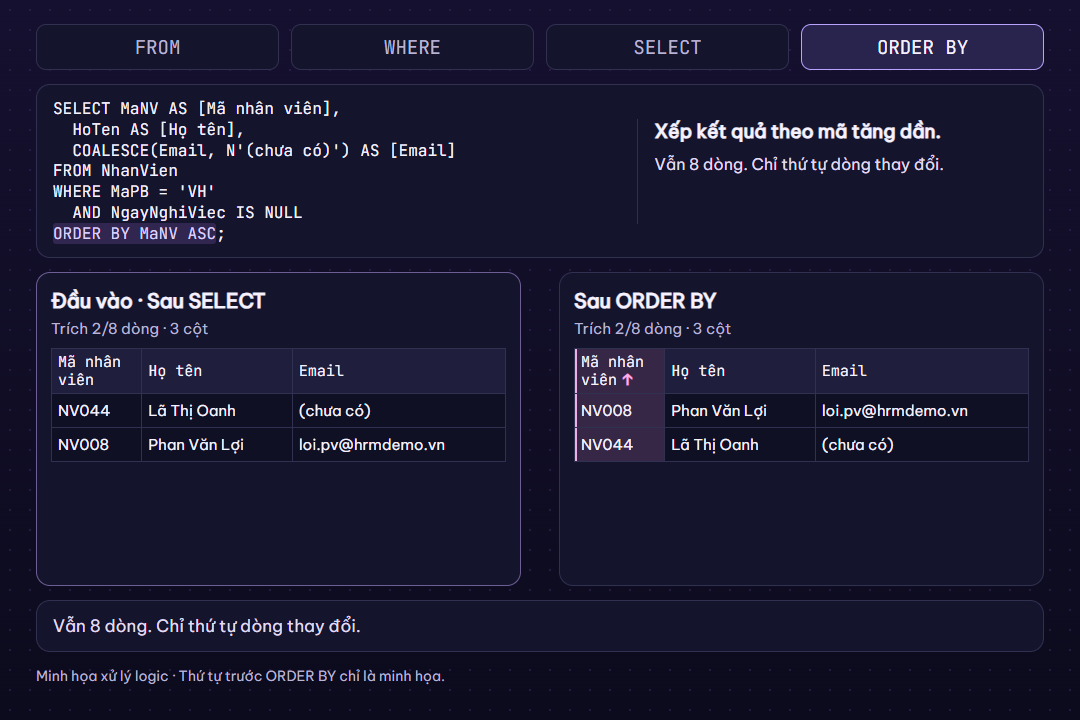 FROM
WHERE
SELECT
ORDER BY
SELECT MaNV AS [Mã nhân viên],
HoTen AS [Họ tên],
COALESCE(Email, N'(chưa có)') AS [Email]
FROM NhanVien
WHERE MaPB = 'VH'
AND NgayNghiViec IS NULL
ORDER BY MaNV ASC;
Xếp kết quả theo mã tăng dần.
Vẫn 8 dòng. Chỉ thứ tự dòng thay đổi.
Đầu vào · Sau SELECT
Trích 2/8 dòng · 3 cột
Mã nhân viên Họ tên Email
NV044 Lã Thị Oanh (chưa có)
NV008 Phan Văn Lợi loi.pv@hrmdemo.vn
Sau ORDER BY
Trích 2/8 dòng · 3 cột
Mã nhân viên ↑ Họ tên Email
NV008 Phan Văn Lợi loi.pv@hrmdemo.vn
NV044 Lã Thị Oanh (chưa có)
Vẫn 8 dòng. Chỉ thứ tự dòng thay đổi.
Minh họa xử lý logic · Thứ tự trước ORDER BY chỉ là minh họa.